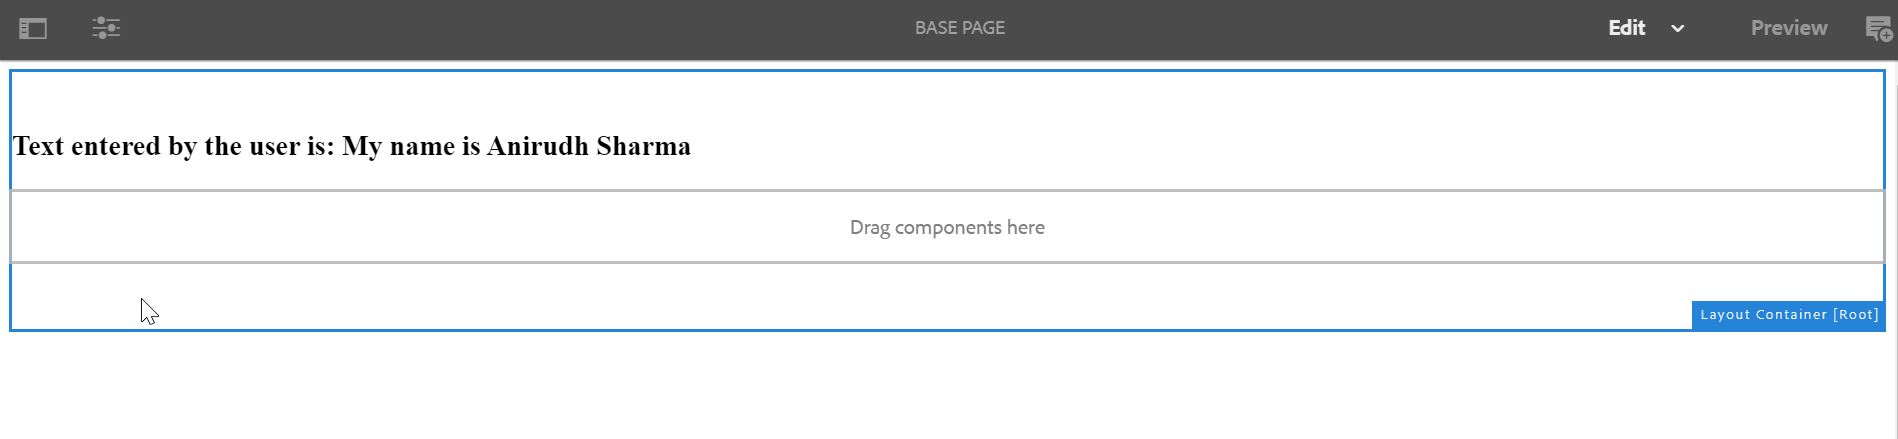 BASE PAGE
Edit
Preview
Text entered by the user is: My name is Anirudh Sharma
Drag components here
Layout Container [Root]